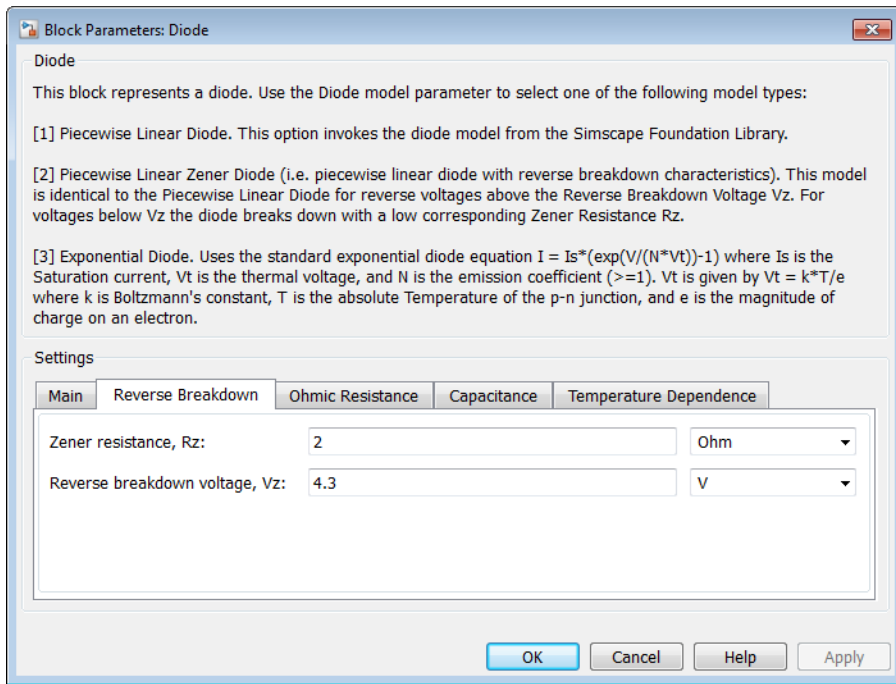 Block Parameters: Diode
Diode
This block represents a diode. Use the Diode model parameter to select one of the following model types:
[1] Piecewise Linear Diode. This option invokes the diode model from the Simscape Foundation Library.
[2] Piecewise Linear Zener Diode (i.e. piecewise linear diode with reverse breakdown characteristics). This model
is identical to the Piecewise Linear Diode for reverse voltages above the Reverse Breakdown Voltage Vz. For
voltages below Vz the diode breaks down with a low corresponding Zener Resistance Rz.
[3] Exponential Diode. Uses the standard exponential diode equation I = Is*(exp(V/(N*Vt))-1) where Is is the
Saturation current, Vt is the thermal voltage, and N is the emission coefficient (>=1). Vt is given by Vt = k*T/e
where k is Boltzmann's constant, T is the absolute Temperature of the p-n junction, and e is the magnitude of
charge on an electron.
Settings
Main Reverse Breakdown Ohmic Resistance Capacitance Temperature Dependence
Zener resistance, Rz: 2 Ohm
Reverse breakdown voltage, Vz: 4.3 V
OK Cancel Help Apply